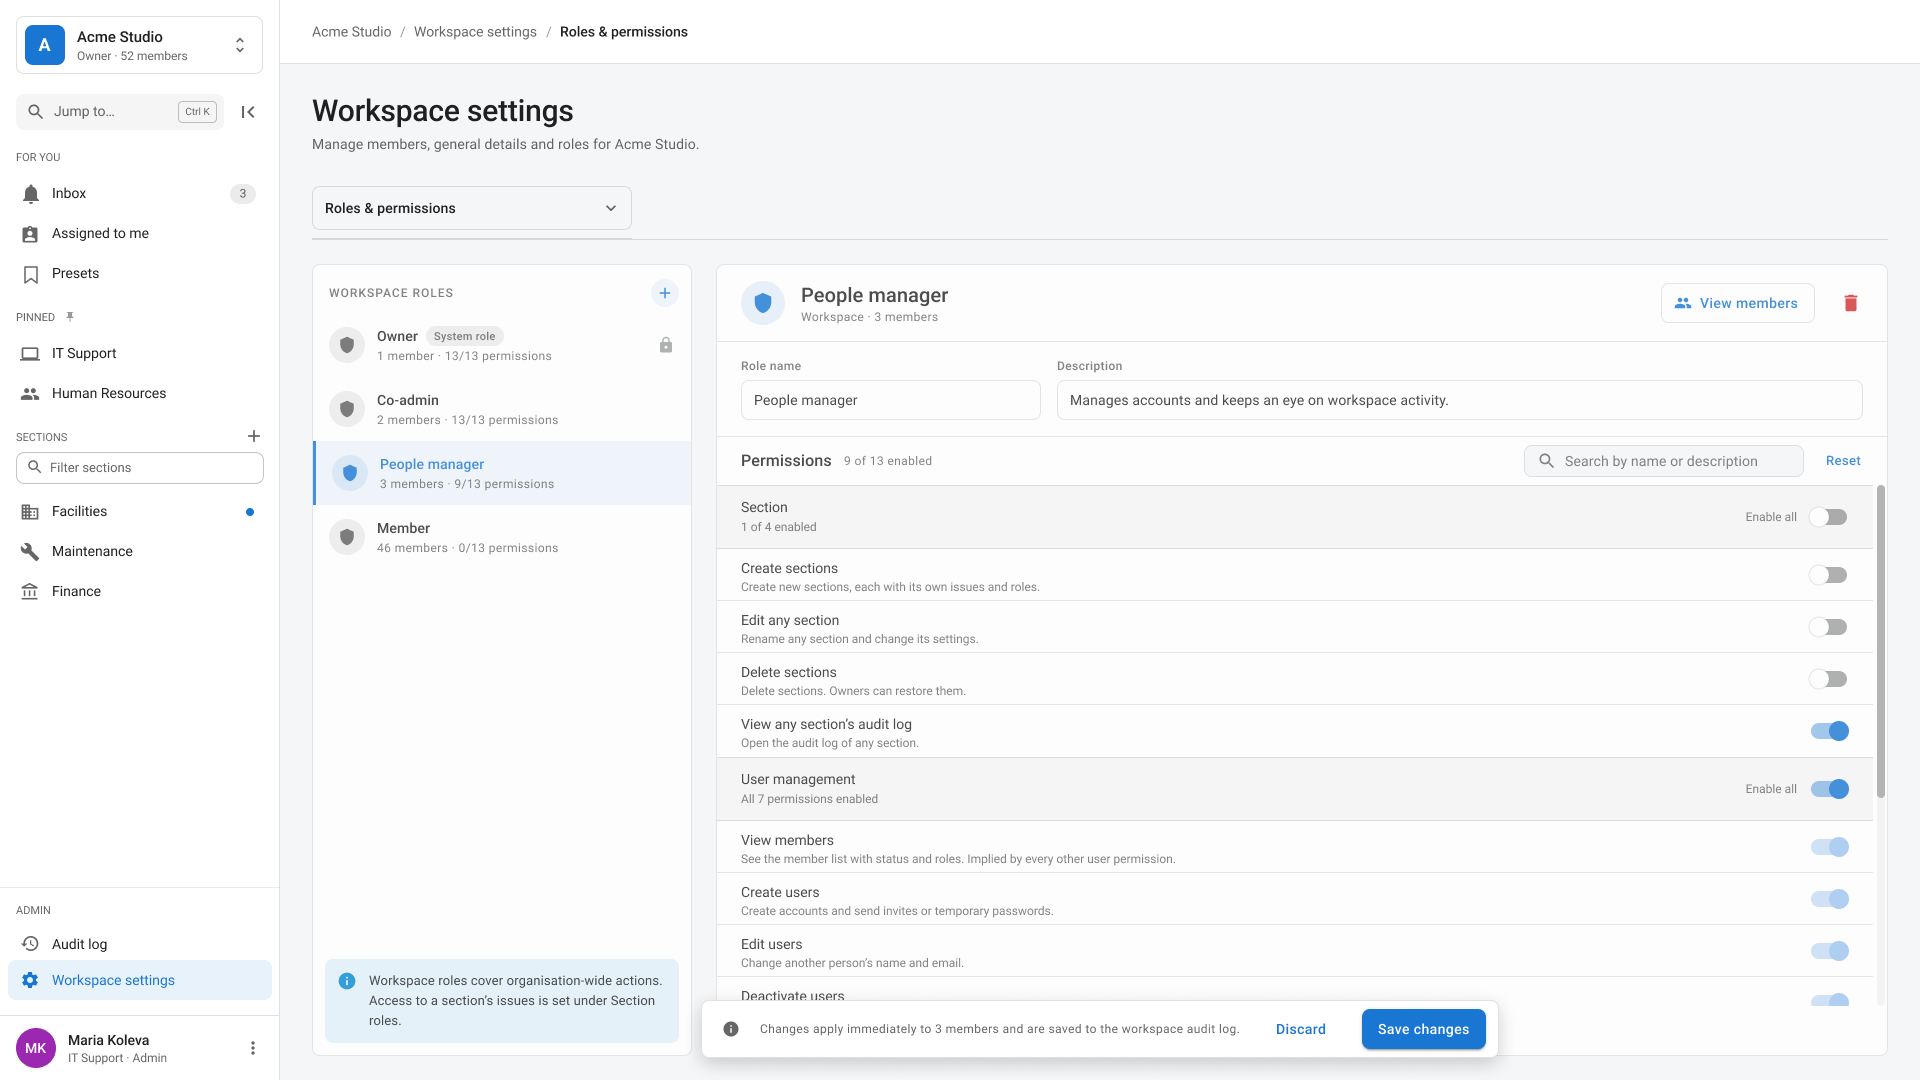 A
Acme Studio
Owner · 52 members
Jump to…
Ctrl K
FOR YOU
Inbox
3
Assigned to me
Presets
PINNED
IT Support
Human Resources
SECTIONS
Filter sections
Facilities
Maintenance
Finance
ADMIN
Audit log
Workspace settings
MK
Maria Koleva
IT Support · Admin
Acme Studio / Workspace settings / Roles & permissions
Workspace settings
Manage members, general details and roles for Acme Studio.
Roles & permissions
WORKSPACE ROLES
Owner System role
1 member · 13/13 permissions
Co-admin
2 members · 13/13 permissions
People manager
3 members · 9/13 permissions
Member
46 members · 0/13 permissions
Workspace roles cover organisation-wide actions.
Access to a section’s issues is set under Section
roles.
People manager
Workspace · 3 members
View members
Role name
People manager
Description
Manages accounts and keeps an eye on workspace activity.
Permissions 9 of 13 enabled
Search by name or description
Reset
Section
1 of 4 enabled
Enable all
Create sections
Create new sections, each with its own issues and roles.
Edit any section
Rename any section and change its settings.
Delete sections
Delete sections. Owners can restore them.
View any section’s audit log
Open the audit log of any section.
User management
All 7 permissions enabled
Enable all
View members
See the member list with status and roles. Implied by every other user permission.
Create users
Create accounts and send invites or temporary passwords.
Edit users
Change another person’s name and email.
Deactivate users
Changes apply immediately to 3 members and are saved to the workspace audit log.
Discard
Save changes